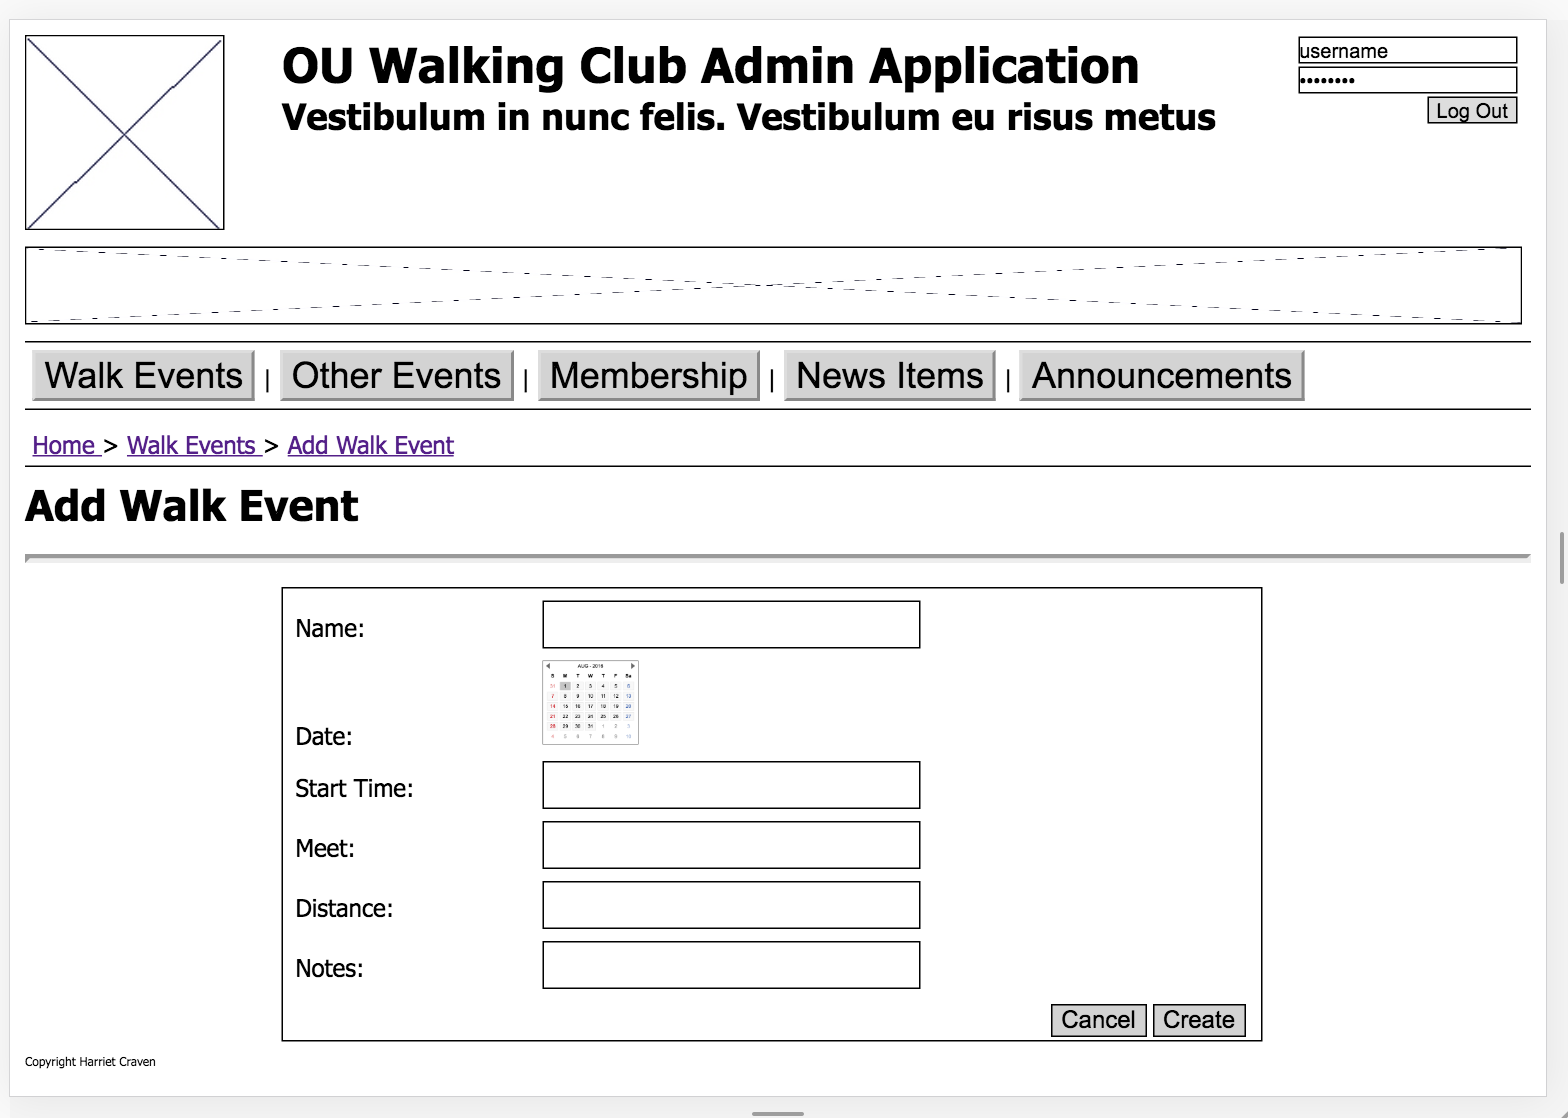 OU Walking Club Admin Application
Vestibulum in nunc felis. Vestibulum eu risus metus
username
••••••••
Log Out
Walk Events | Other Events | Membership | News Items | Announcements
Home > Walk Events > Add Walk Event
Add Walk Event
Name:
AUG - 2016
S M T W T F Sa
31 1 2 3 4 5 6
7 8 9 10 11 12 13
14 15 16 17 18 19 20
21 22 23 24 25 26 27
28 29 30 31 1 2 3
4 5 6 7 8 9 10
Date:
Start Time:
Meet:
Distance:
Notes:
Cancel Create
Copyright Harriet Craven